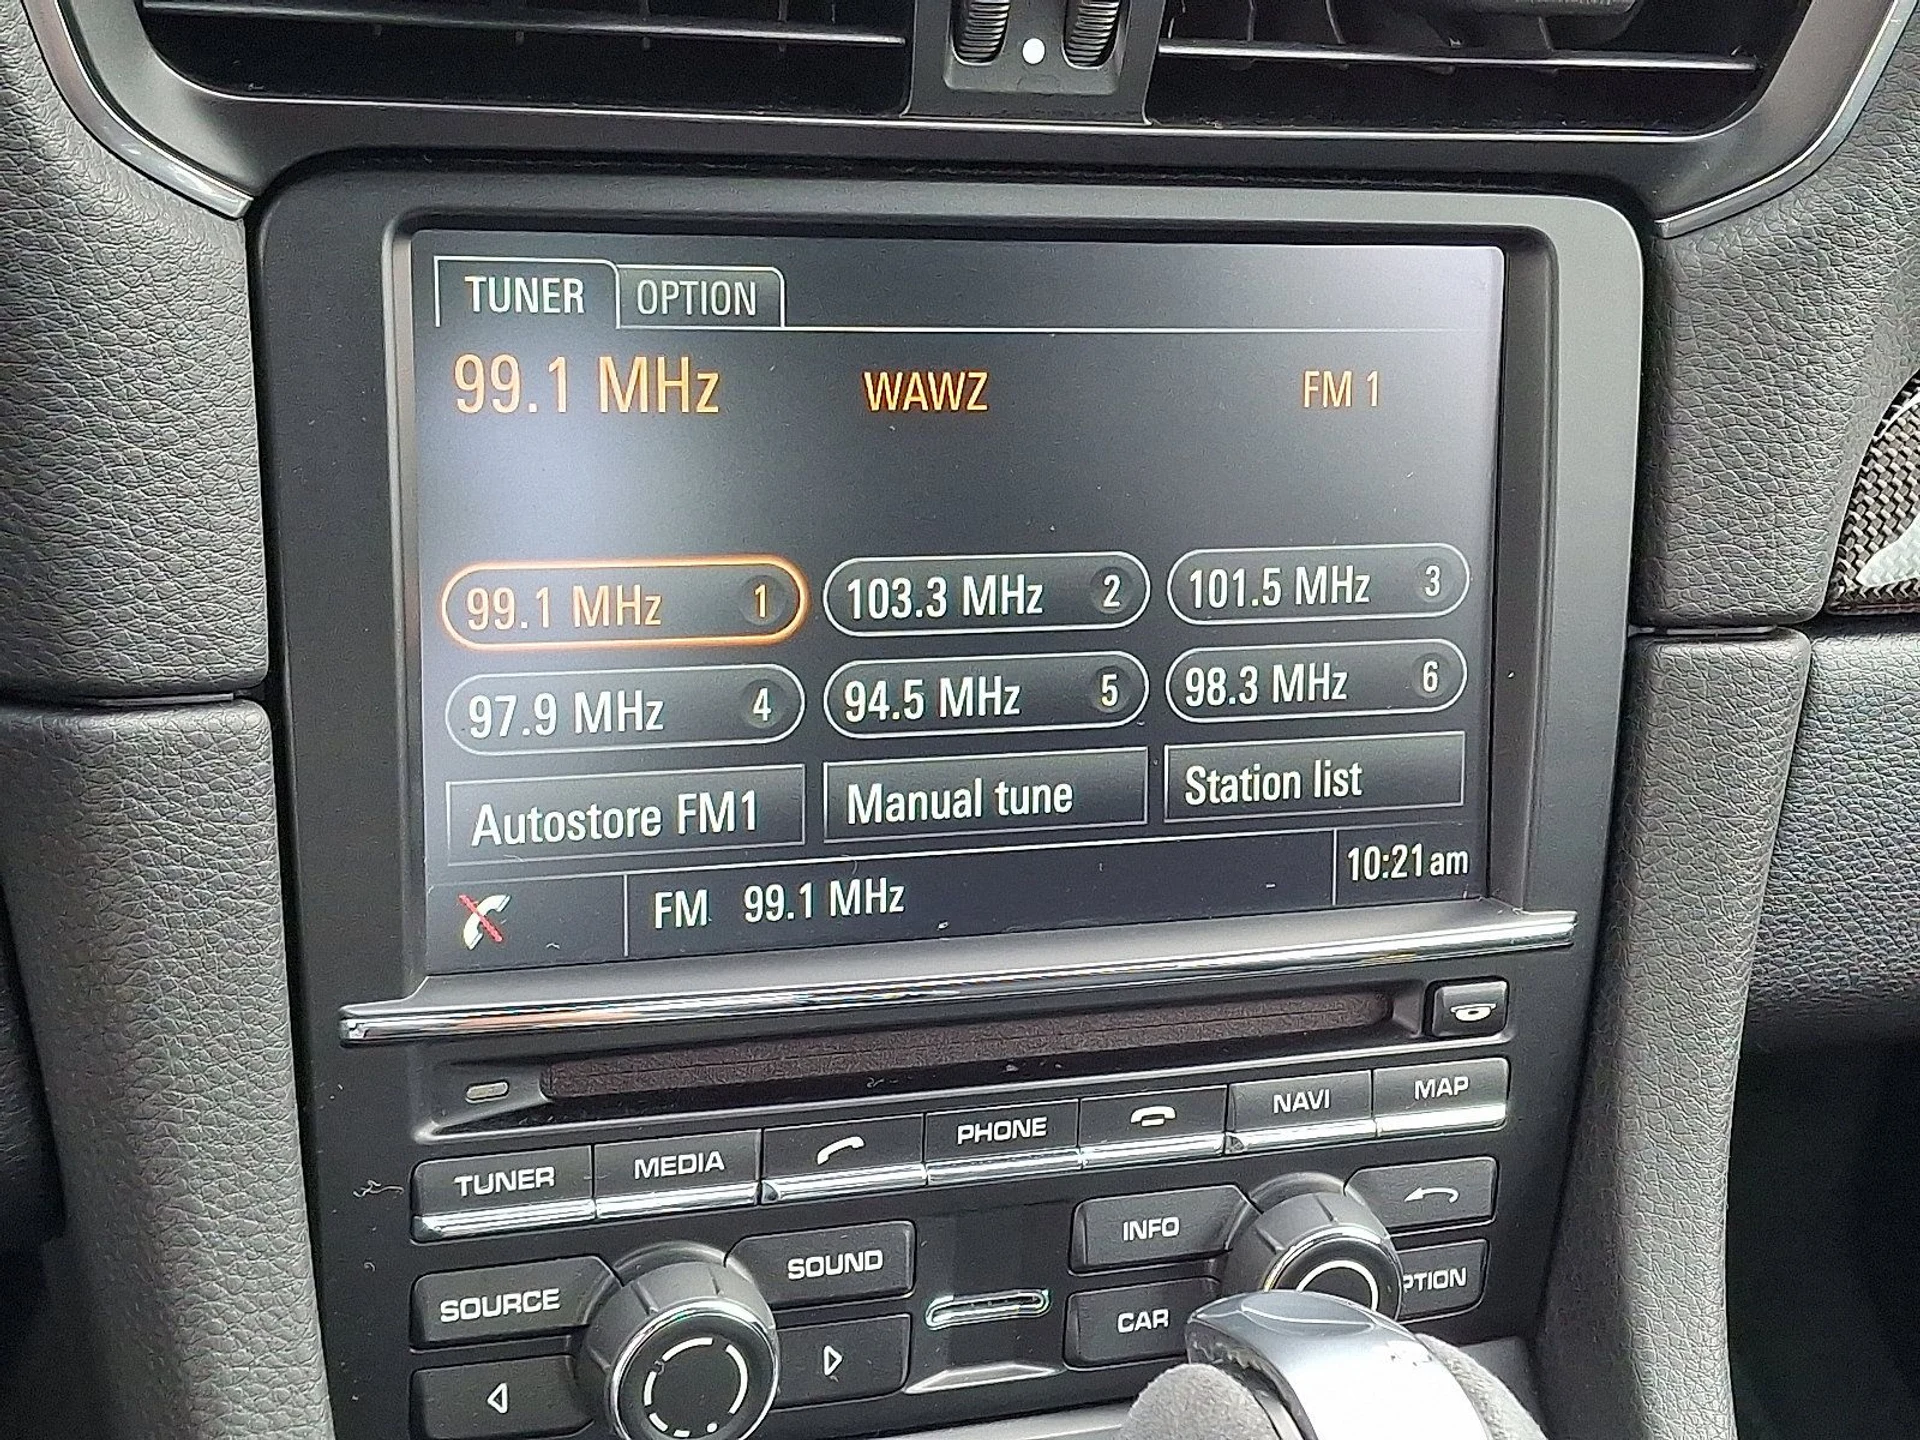 TUNER OPTION
99.1 MHz WAWZ FM 1
99.1 MHz 1 103.3 MHz 2 101.5 MHz 3
97.9 MHz 4 94.5 MHz 5 98.3 MHz 6
Autostore FM1 Manual tune Station list
FM 99.1 MHz 10:21 am
TUNER MEDIA PHONE NAVI MAP
SOURCE SOUND INFO
CAR PTION